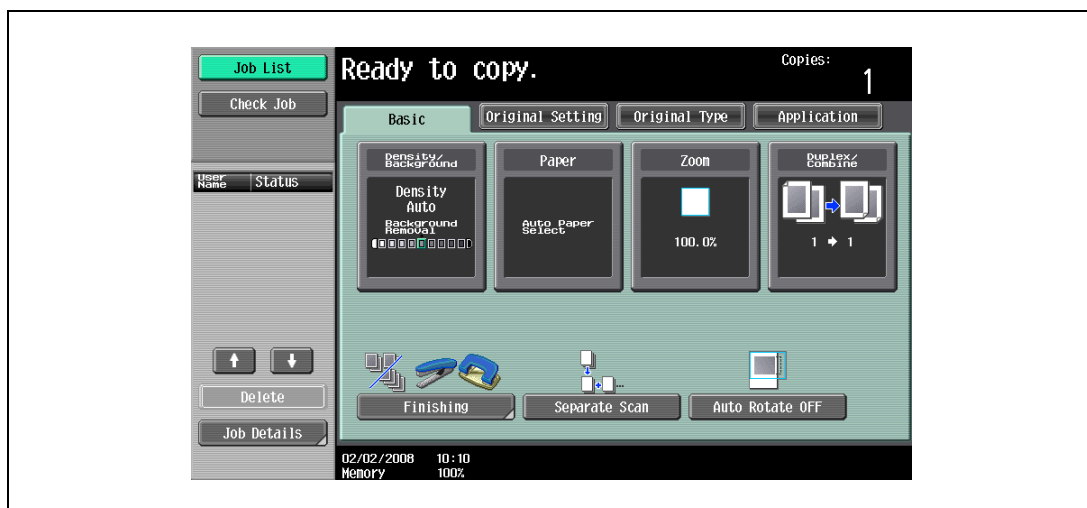 Job List
Check Job
User Name Status
Delete
Job Details
Ready to copy.
Copies:
1
Basic
Original Setting
Original Type
Application
Density/
Background
Density
Auto
Background
Removal
Paper
Auto Paper
Select
Zoom
100.0%
Duplex/
Combine
1 → 1
...
Finishing
Separate Scan
Auto Rotate OFF
02/02/2008 10:10
Memory 100%